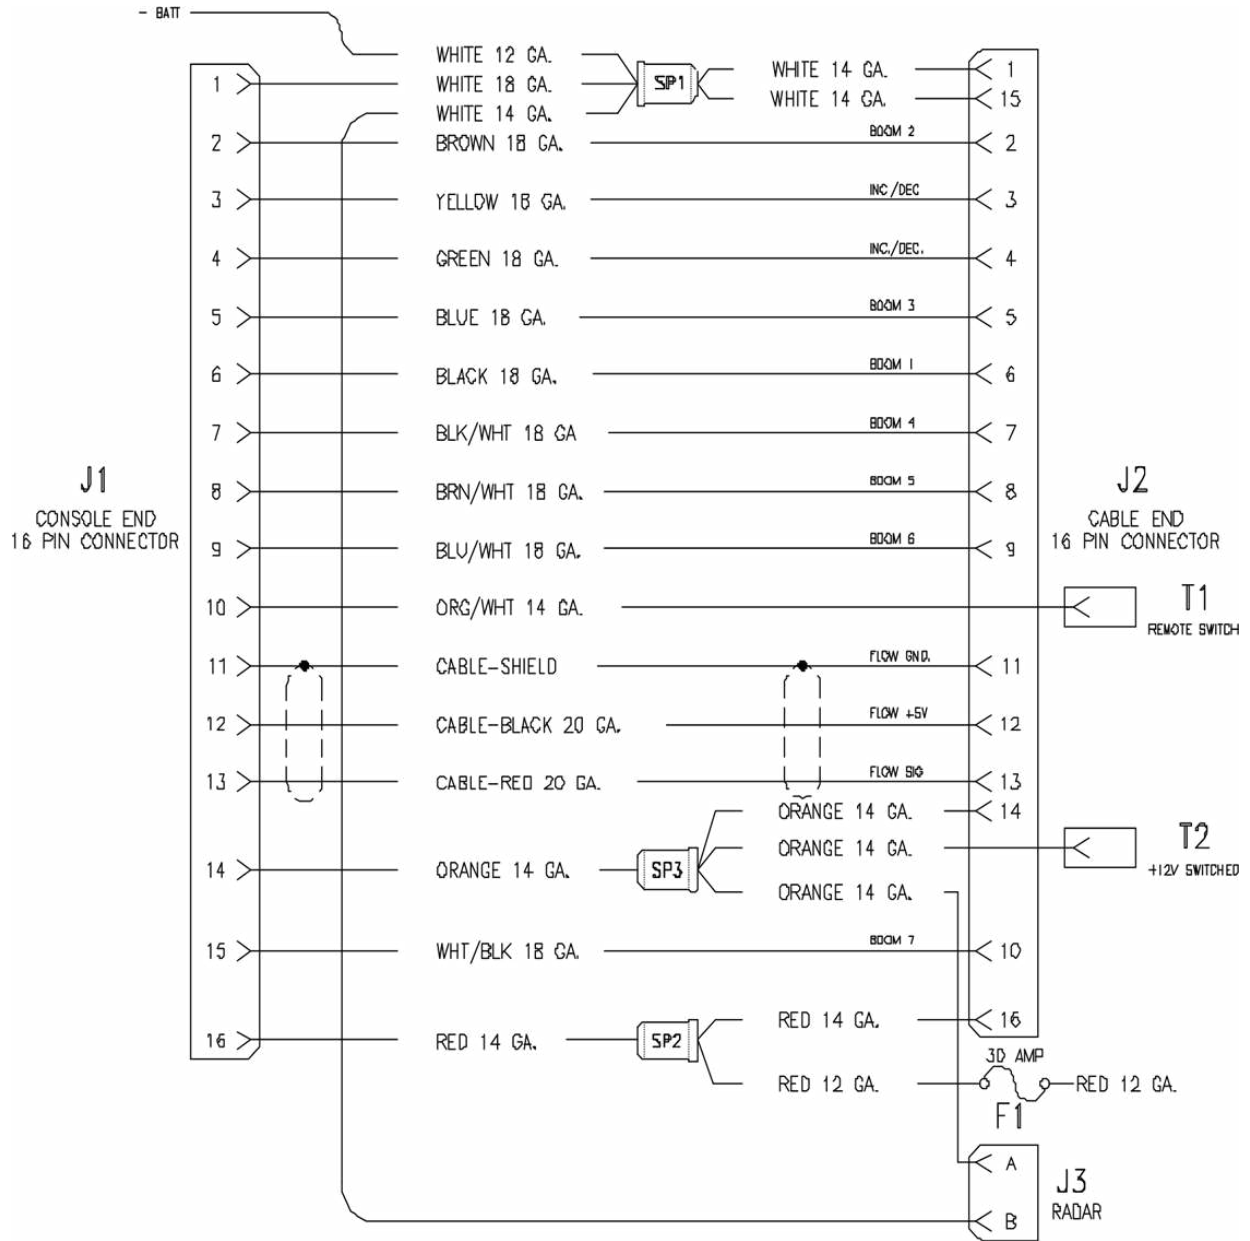 - BATT
WHITE 12 GA.
WHITE 18 GA.
WHITE 14 GA.
SP1
WHITE 14 GA.
WHITE 14 GA.
1
1
15
2
BROWN 18 GA.
BOOM 2
2
3
YELLOW 18 GA.
INC/DEC
3
4
GREEN 18 GA.
INC./DEC.
4
5
BLUE 18 GA.
BOOM 3
5
6
BLACK 18 GA.
BOOM 1
6
7
BLK/WHT 18 GA
BOOM 4
7
J1
CONSOLE END
16 PIN CONNECTOR
8
BRN/WHT 18 GA.
BOOM 5
8
J2
CABLE END
16 PIN CONNECTOR
9
BLU/WHT 18 GA.
BOOM 6
9
10
ORG/WHT 14 GA.
T1
REMOTE SWITCH
11
CABLE-SHIELD
FLOW GND.
11
12
CABLE-BLACK 20 GA.
FLOW +5V
12
13
CABLE-RED 20 GA.
FLOW SIG
13
ORANGE 14 GA.
14
ORANGE 14 GA.
T2
+12V SWITCHED
14
ORANGE 14 GA.
SP3
ORANGE 14 GA.
15
WHT/BLK 18 GA.
BOOM 7
10
16
RED 14 GA.
SP2
RED 14 GA.
16
30 AMP
RED 12 GA.
RED 12 GA.
F1
A
J3
RADAR
B